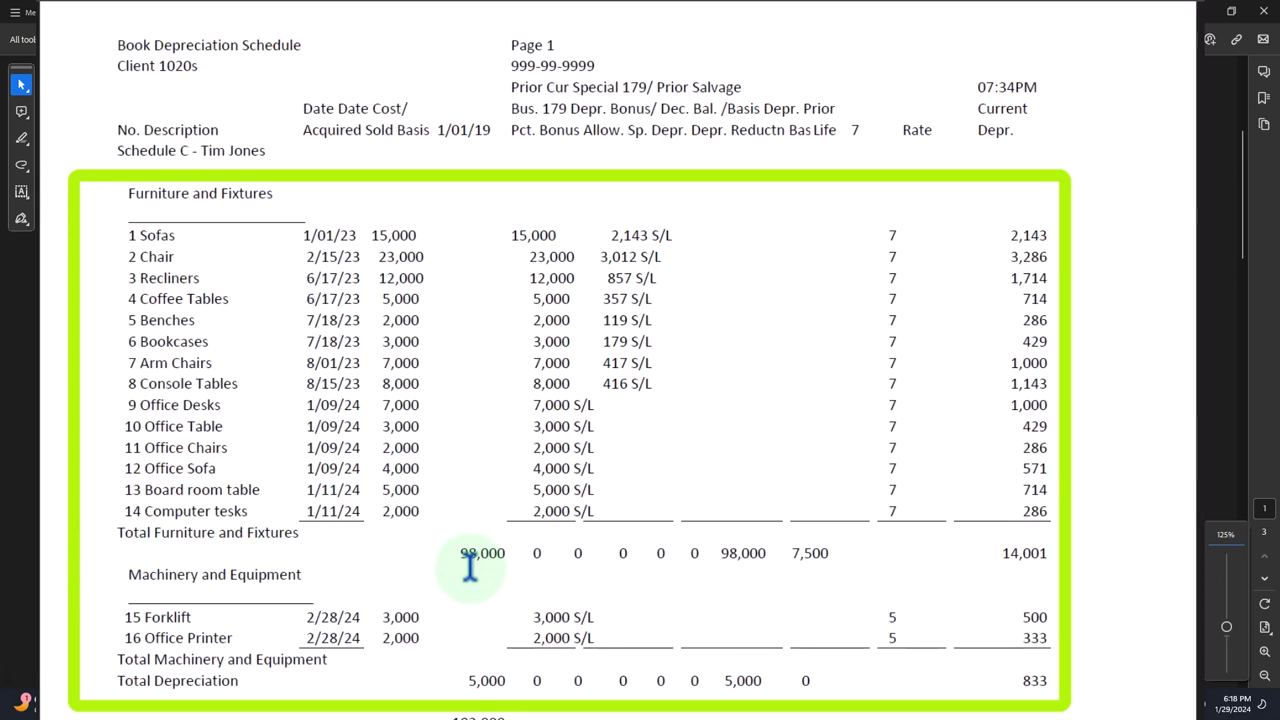 All tool
Book Depreciation Schedule Page 1
Client 1020s 999-99-9999
Prior Cur Special 179/ Prior Salvage 07:34PM
Date Date Cost/ Bus. 179 Depr. Bonus/ Dec. Bal. /Basis Depr. Prior Current
No. Description Acquired Sold Basis 1/01/19 Pct. Bonus Allow. Sp. Depr. Depr. Reductn Bas Life 7 Rate Depr.
Schedule C - Tim Jones
Furniture and Fixtures
1 Sofas 1/01/23 15,000 15,000 2,143 S/L 7 2,143
2 Chair 2/15/23 23,000 23,000 3,012 S/L 7 3,286
3 Recliners 6/17/23 12,000 12,000 857 S/L 7 1,714
4 Coffee Tables 6/17/23 5,000 5,000 357 S/L 7 714
5 Benches 7/18/23 2,000 2,000 119 S/L 7 286
6 Bookcases 7/18/23 3,000 3,000 179 S/L 7 429
7 Arm Chairs 8/01/23 7,000 7,000 417 S/L 7 1,000
8 Console Tables 8/15/23 8,000 8,000 416 S/L 7 1,143
9 Office Desks 1/09/24 7,000 7,000 S/L 7 1,000
10 Office Table 1/09/24 3,000 3,000 S/L 7 429
11 Office Chairs 1/09/24 2,000 2,000 S/L 7 286
12 Office Sofa 1/09/24 4,000 4,000 S/L 7 571
13 Board room table 1/11/24 5,000 5,000 S/L 7 714
14 Computer tesks 1/11/24 2,000 2,000 S/L 7 286
Total Furniture and Fixtures
98,000 0 0 0 0 0 98,000 7,500 14,001
Machinery and Equipment
15 Forklift 2/28/24 3,000 3,000 S/L 5 500
16 Office Printer 2/28/24 2,000 2,000 S/L 5 333
Total Machinery and Equipment
Total Depreciation 5,000 0 0 0 0 0 5,000 0 833
1
3
125%
1
6:18 PM
1/29/2024